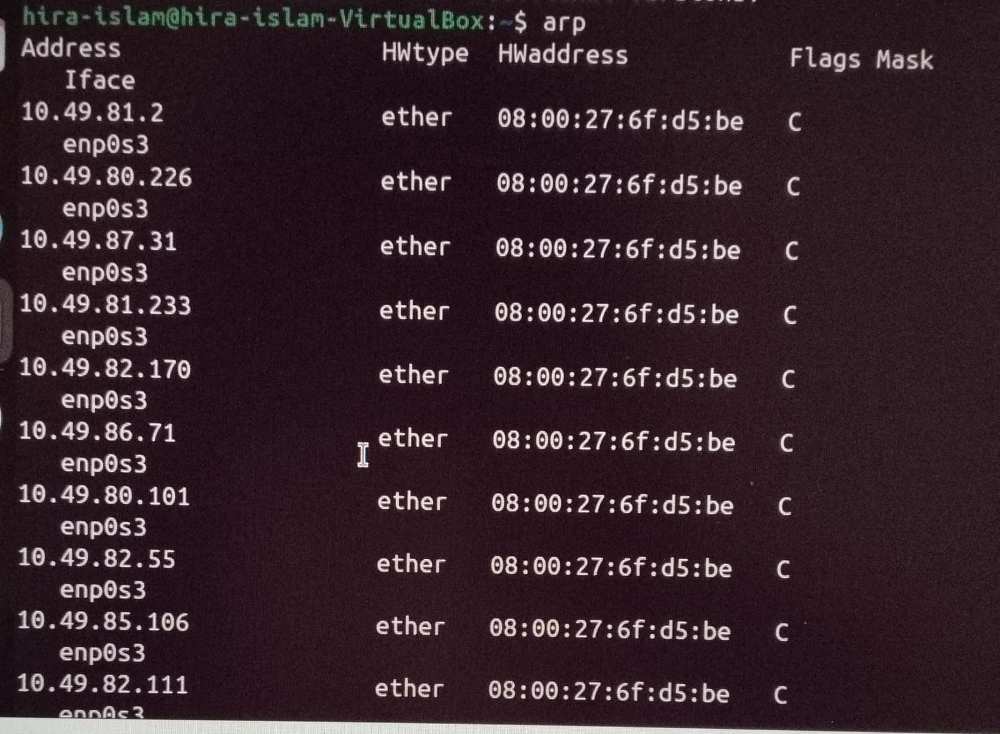 hira-islam@hira-islam-VirtualBox:~$ arp
Address HWtype HWaddress Flags Mask
Iface
10.49.81.2 ether 08:00:27:6f:d5:be C
enp0s3
10.49.80.226 ether 08:00:27:6f:d5:be C
enp0s3
10.49.87.31 ether 08:00:27:6f:d5:be C
enp0s3
10.49.81.233 ether 08:00:27:6f:d5:be C
enp0s3
10.49.82.170 ether 08:00:27:6f:d5:be C
enp0s3
10.49.86.71 ether 08:00:27:6f:d5:be C
enp0s3
10.49.80.101 ether 08:00:27:6f:d5:be C
enp0s3
10.49.82.55 ether 08:00:27:6f:d5:be C
enp0s3
10.49.85.106 ether 08:00:27:6f:d5:be C
enp0s3
10.49.82.111 ether 08:00:27:6f:d5:be C
enp0s3